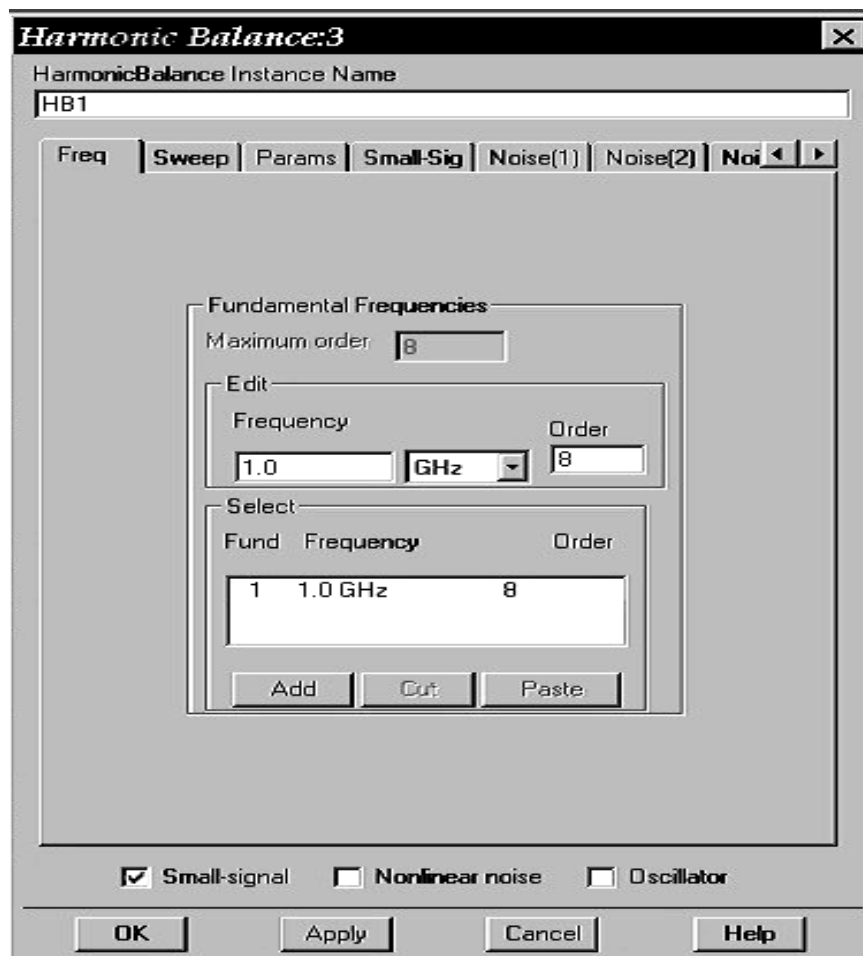 Harmonic Balance:3
HarmonicBalance Instance Name
HB1
Freq Sweep Params Small-Sig Noise(1) Noise(2) Noi
Fundamental Frequencies
Maximum order 8
Edit
Frequency Order
1.0 GHz 8
Select
Fund Frequency Order
1 1.0 GHz 8
Add Cut Paste
Small-signal Nonlinear noise Oscillator
OK Apply Cancel Help